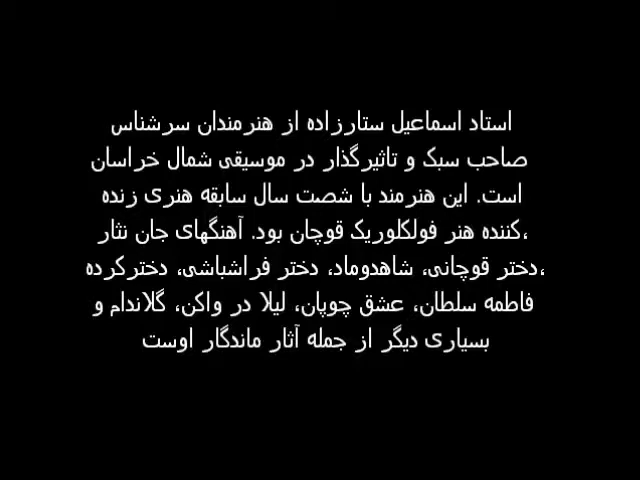 استاد اسماعیل ستارزاده از هنرمندان سرشناس
صاحب سبک و تاثیرگذار در موسیقی شمال خراسان
است. این هنرمند با شصت سال سابقه هنری زنده
کننده هنر فولکلوریک قوچان بود. آهنگهای جان نثار،
دختر قوچانی، شاهدوماد، دختر فراشباشی، دخترکرده،
فاطمه سلطان، عشق چوپان، لیلا در واکن، گلاندام و
بسیاری دیگر از جمله آثار ماندگار اوست